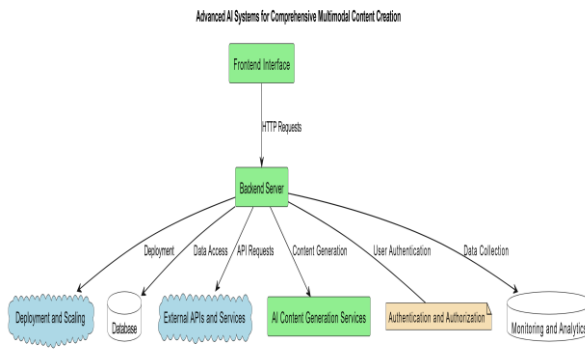 Advanced AI Systems for Comprehensive Multimodal Content Creation
Frontend Interface
HTTP Requests
Backend Server
Deployment
Data Access
API Requests
Content Generation
User Authentication
Data Collection
Deployment and Scaling
Database
External APIs and Services
AI Content Generation Services
Authentication and Authorization
Monitoring and Analytics